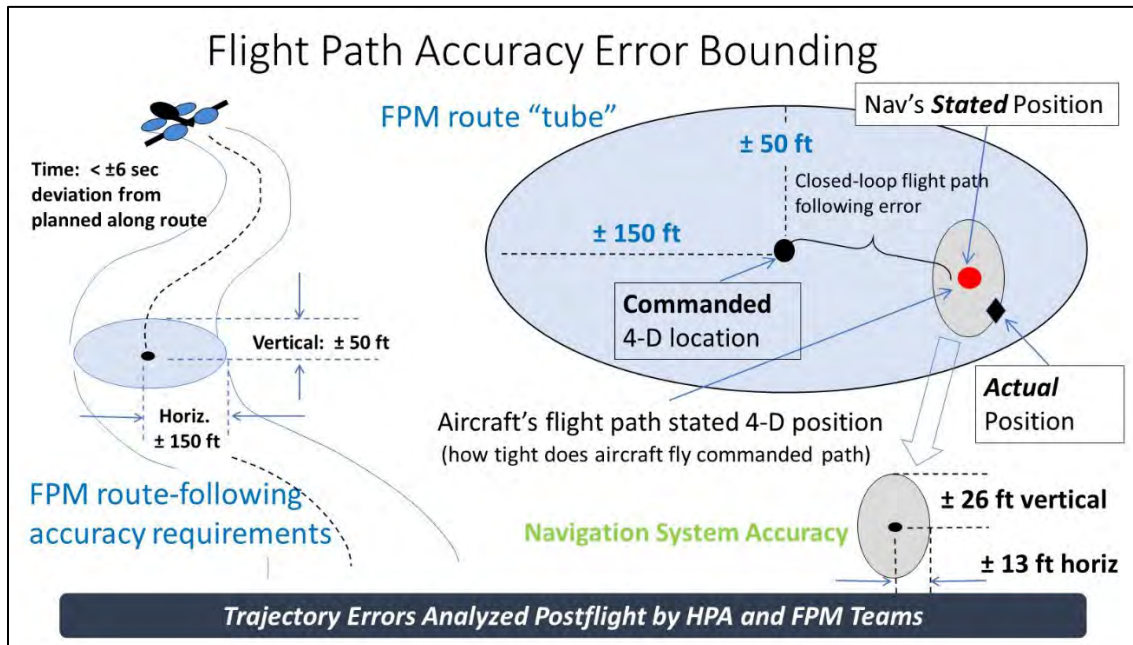 Flight Path Accuracy Error Bounding
Time: < ±6 sec
deviation from
planned along route
Vertical: ± 50 ft
Horiz.
± 150 ft
FPM route-following
accuracy requirements
FPM route “tube”
± 50 ft
Closed-loop flight path
following error
± 150 ft
Nav’s Stated Position
Commanded
4-D location
Actual
Position
Aircraft’s flight path stated 4-D position
(how tight does aircraft fly commanded path)
Navigation System Accuracy
± 26 ft vertical
± 13 ft horiz
Trajectory Errors Analyzed Postflight by HPA and FPM Teams